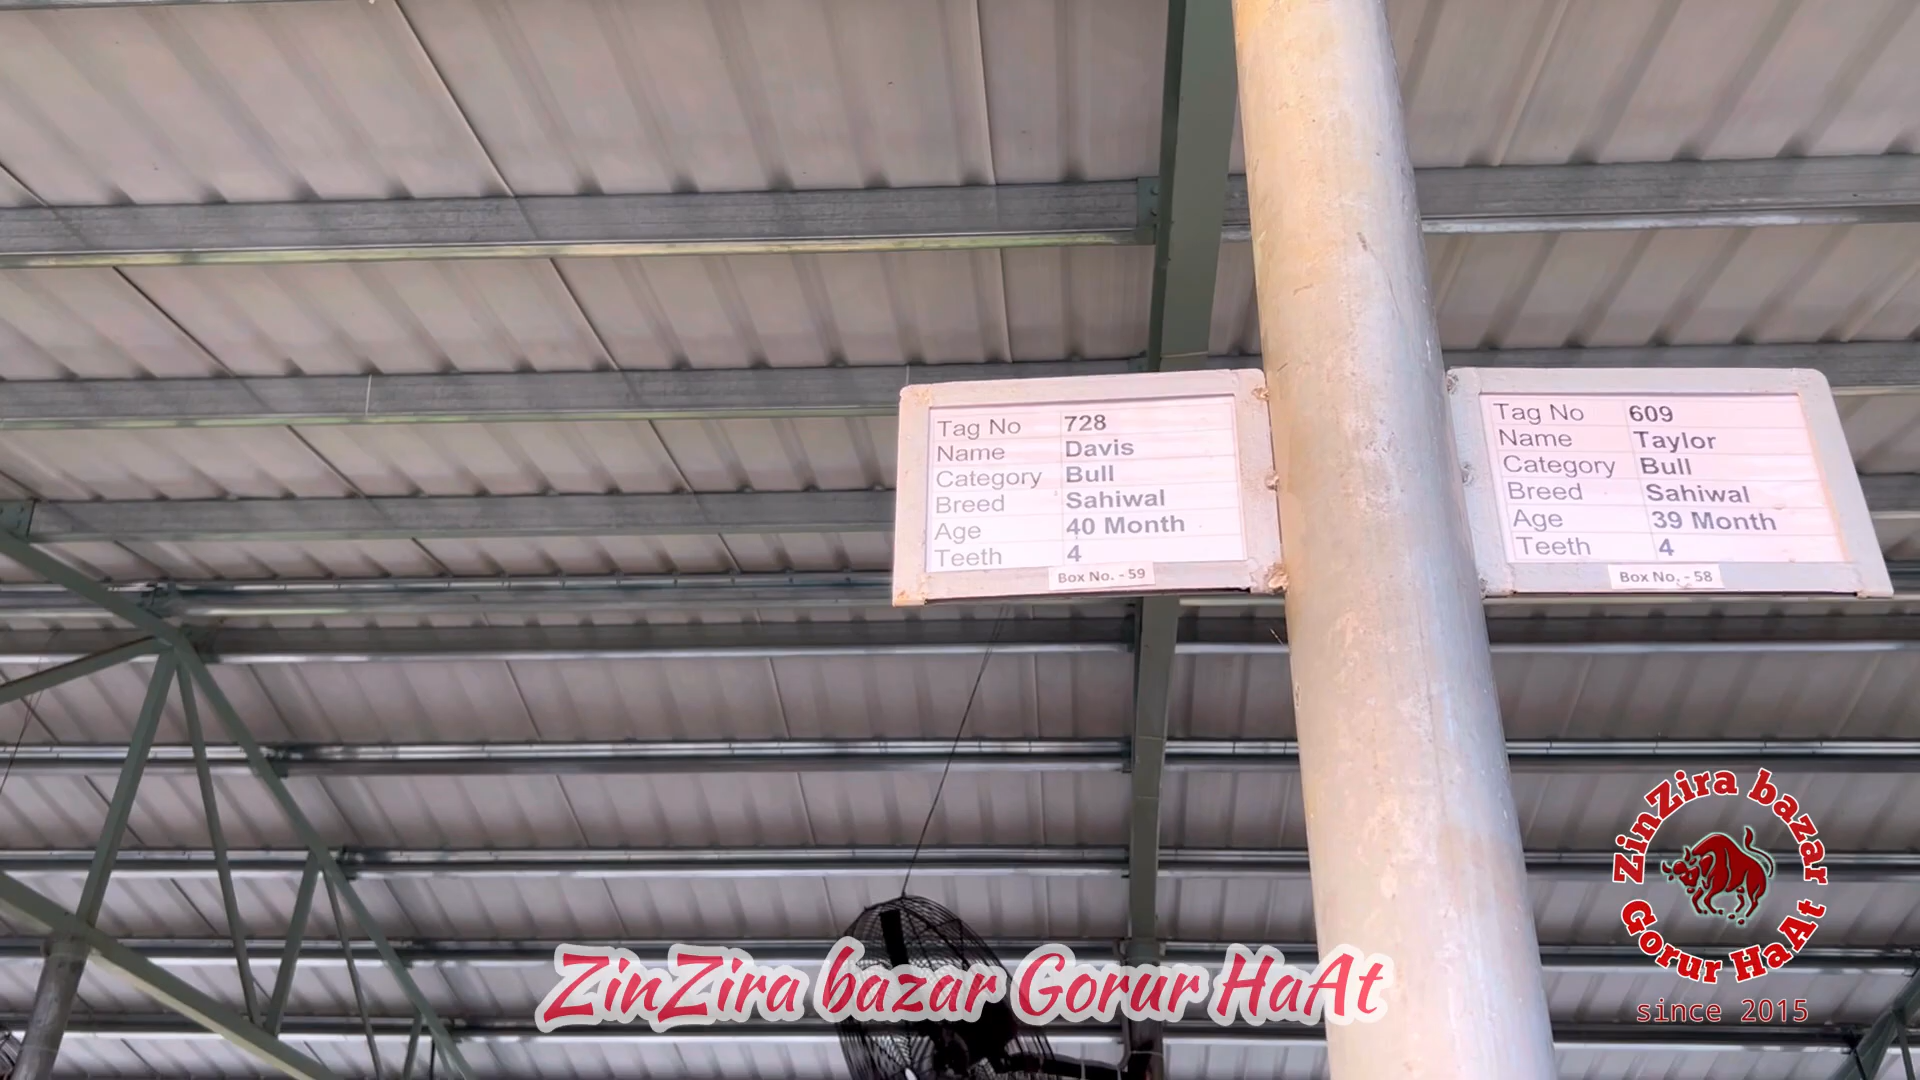 Tag No 728
Name Davis
Category Bull
Breed Sahiwal
Age 40 Month
Teeth 4
Box No. - 59
Tag No 609
Name Taylor
Category Bull
Breed Sahiwal
Age 39 Month
Teeth 4
Box No. - 58
ZinZira bazar
Gorur HaAt
since 2015
ZinZira bazar Gorur HaAt